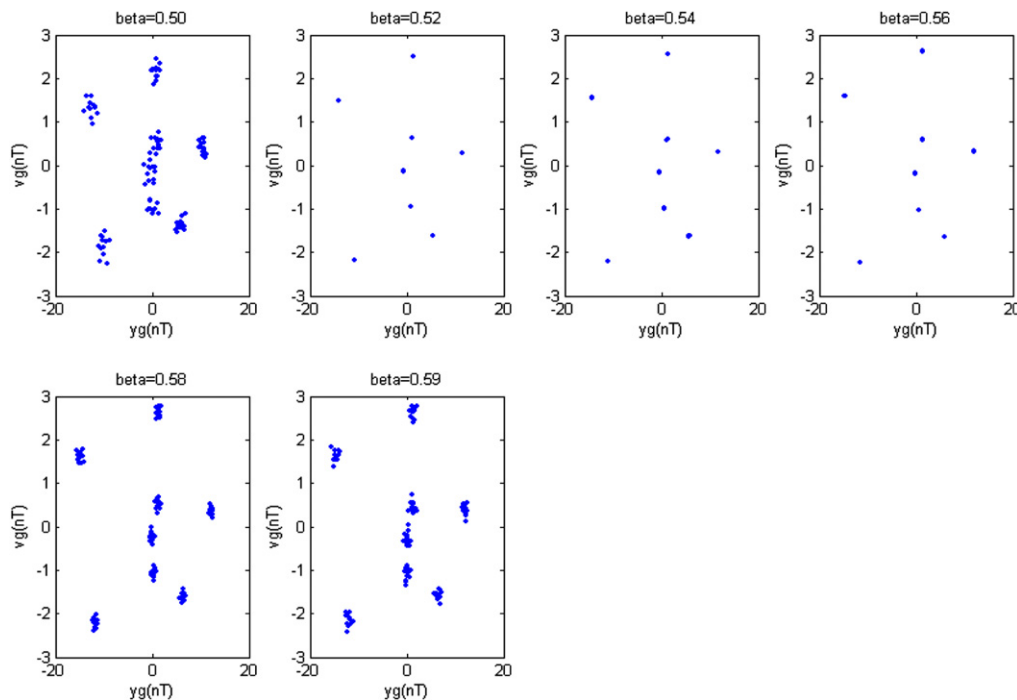 beta=0.50
3
2
1
0
-1
-2
-3
vg(nT)
-20 0 20
yg(nT)
beta=0.52
3
2
1
0
-1
-2
-3
vg(nT)
-20 0 20
yg(nT)
beta=0.54
3
2
1
0
-1
-2
-3
vg(nT)
-20 0 20
yg(nT)
beta=0.56
3
2
1
0
-1
-2
-3
vg(nT)
-20 0 20
yg(nT)
beta=0.58
3
2
1
0
-1
-2
-3
vg(nT)
-20 0 20
yg(nT)
beta=0.59
3
2
1
0
-1
-2
-3
vg(nT)
-20 0 20
yg(nT)